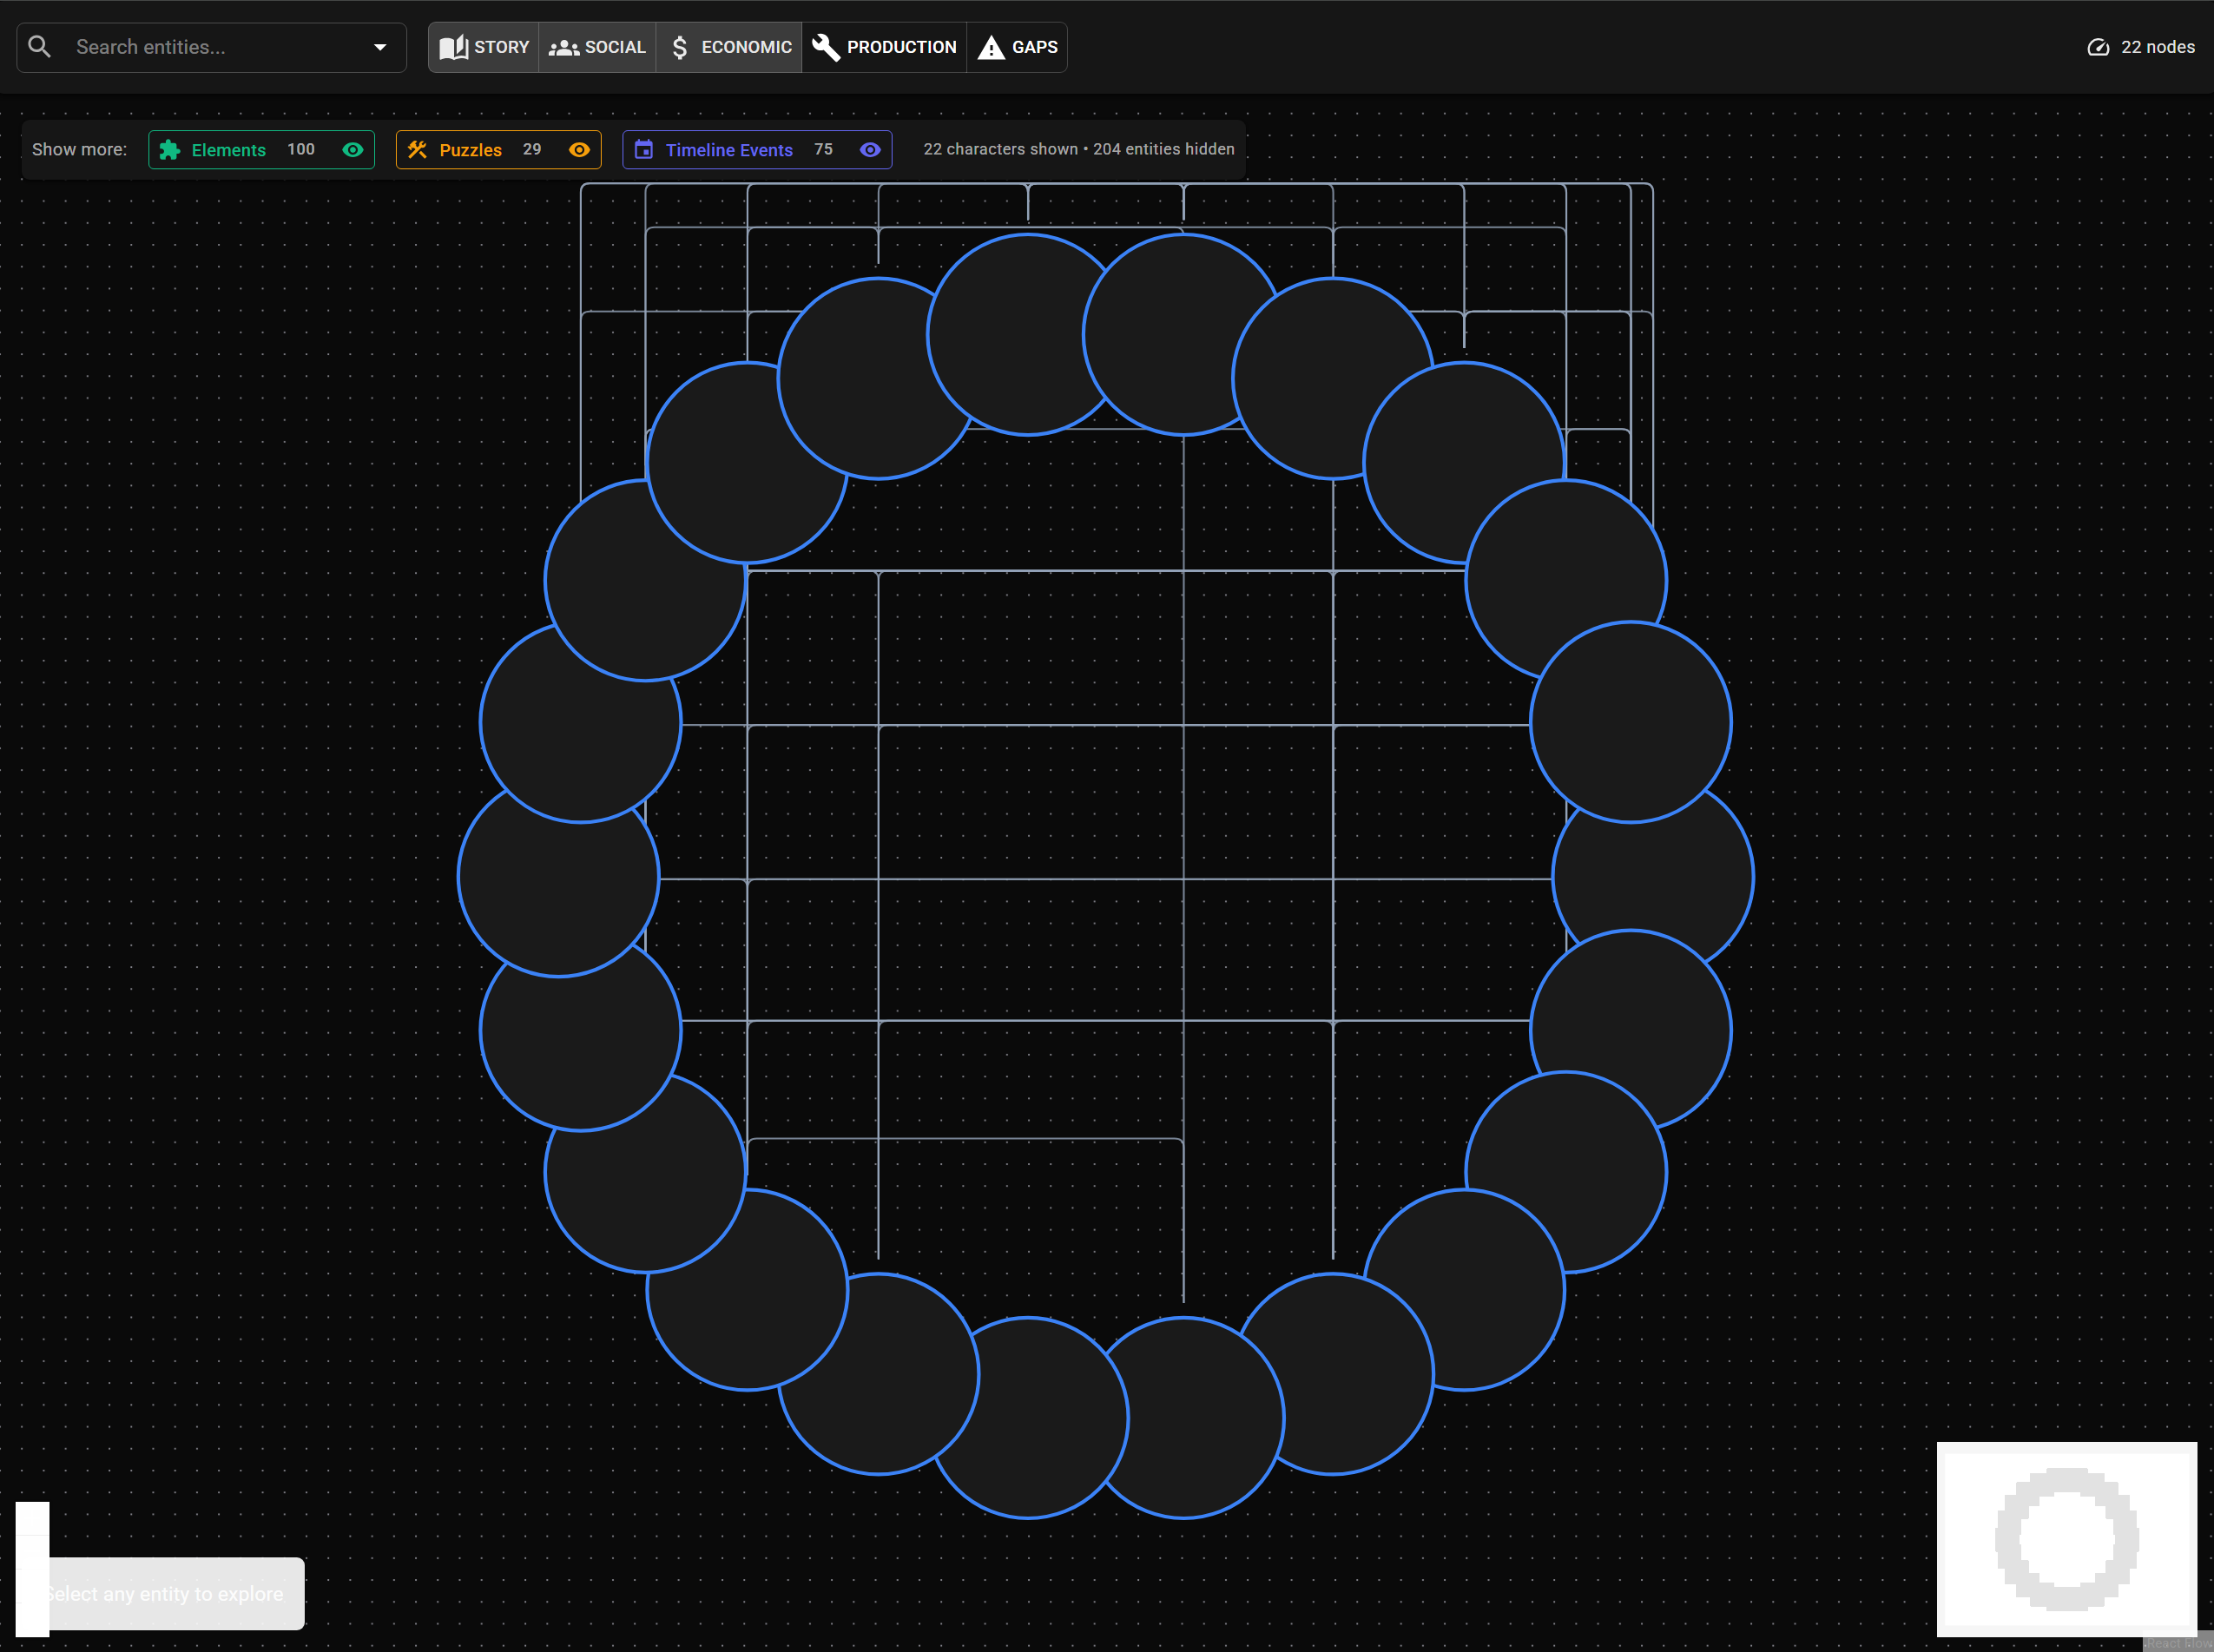 Search entities...
STORY
SOCIAL
ECONOMIC
PRODUCTION
GAPS
22 nodes
Show more:
Elements 100
Puzzles 29
Timeline Events 75
22 characters shown • 204 entities hidden
Select any entity to explore
React Flow